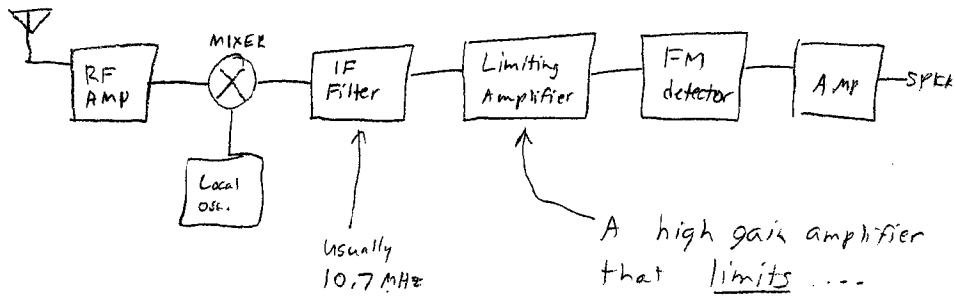 RF
AMP
MIXER
Local
osc.
IF
Filter
Limiting
Amplifier
FM
detector
AMP
SPKR
usually
10.7 MHz
A high gain amplifier
that limits ....